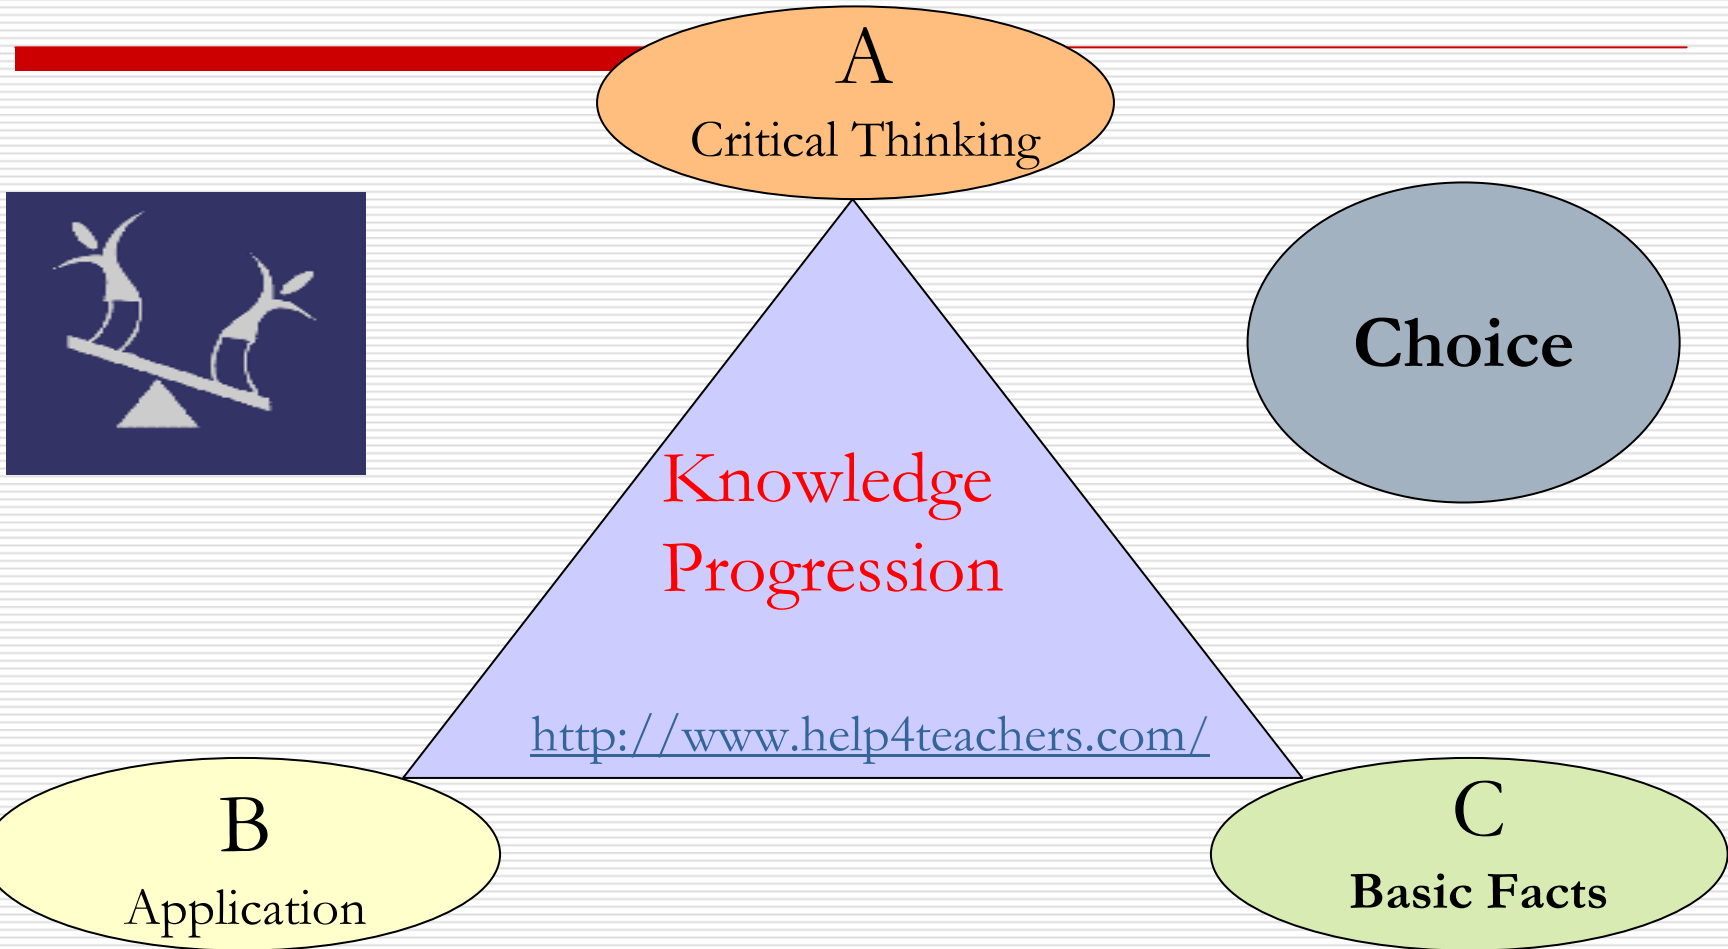 A
Critical Thinking
Choice
Knowledge
Progression
http://www.help4teachers.com/
B
Application
C
Basic Facts